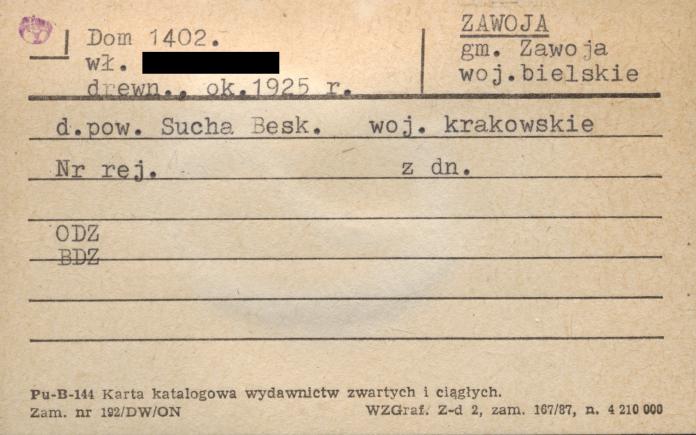 Dom 1402.
wł.
drewn., ok.1925 r.
ZAWOJA
gm. Zawoja
woj.bielskie
d.pow. Sucha Besk. woj. krakowskie
Nr rej. z dn.
ODZ
BDZ
Pu-B-144 Karta katalogowa wydawnictw zwartych i ciągłych.
Zam. nr 192/DW/ON WZGraf. Z-d 2, zam. 167/87, n. 4 210 000